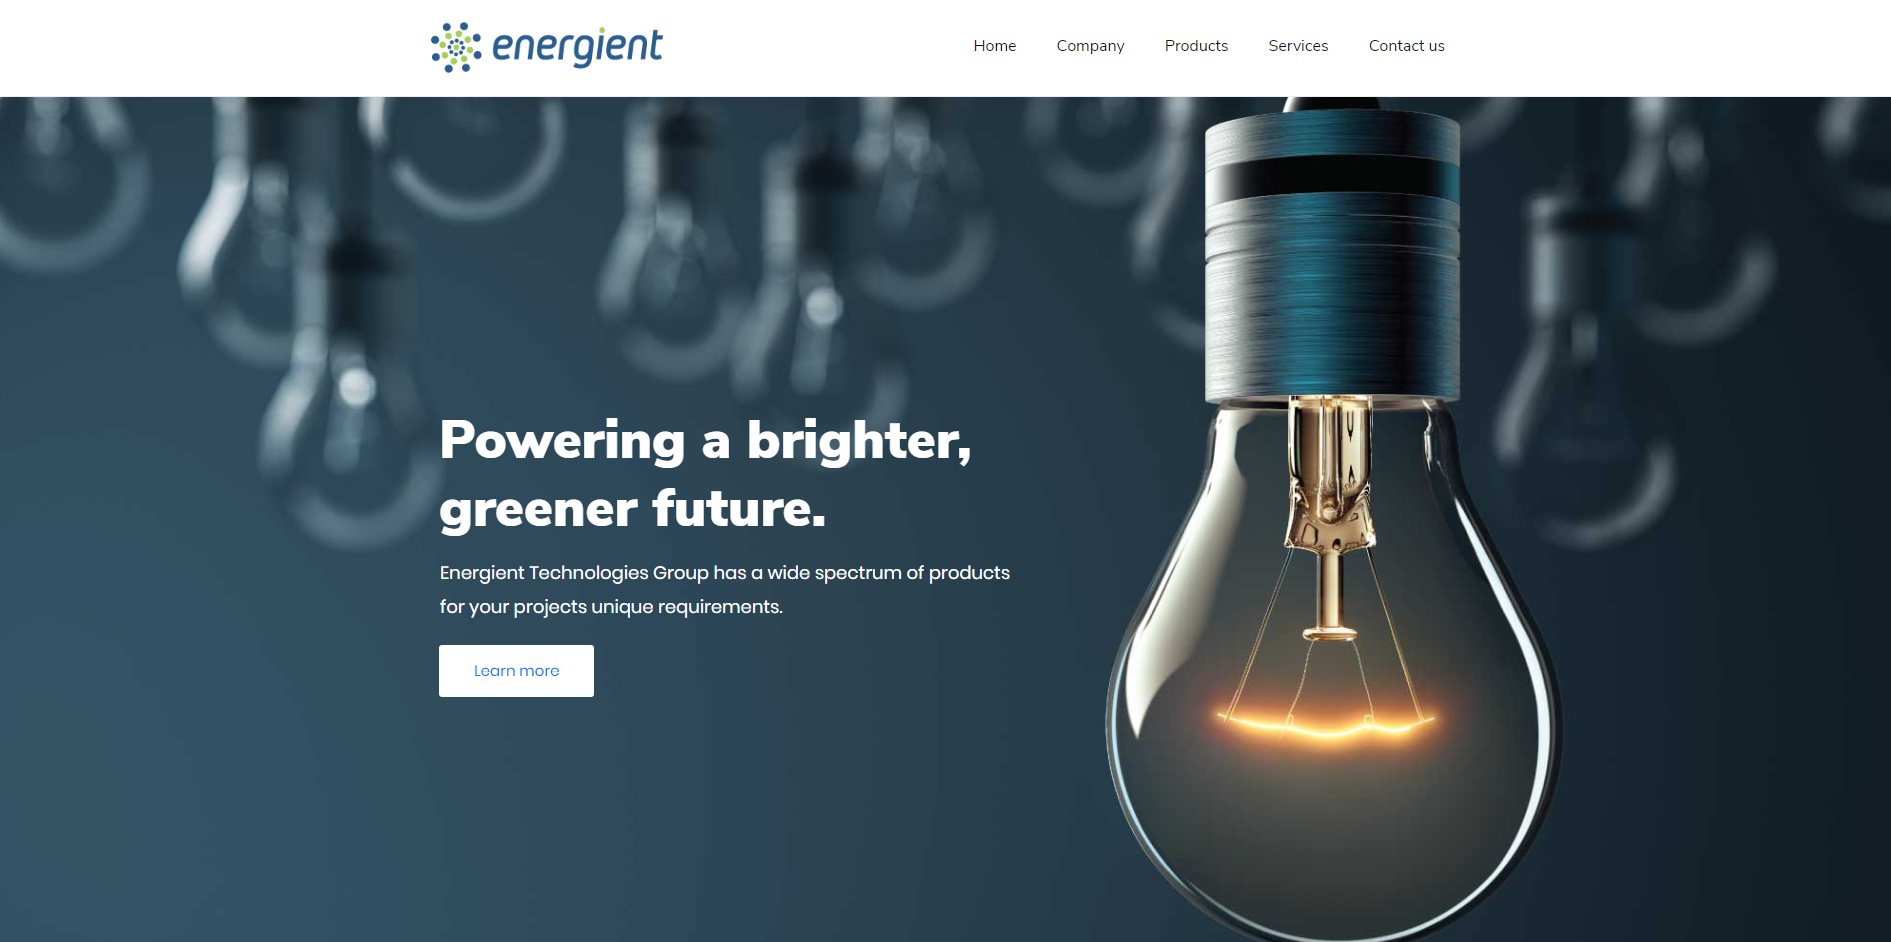 energient
Home
Company
Products
Services
Contact us
Powering a brighter,
greener future.
Energient Technologies Group has a wide spectrum of products
for your projects unique requirements.
Learn more